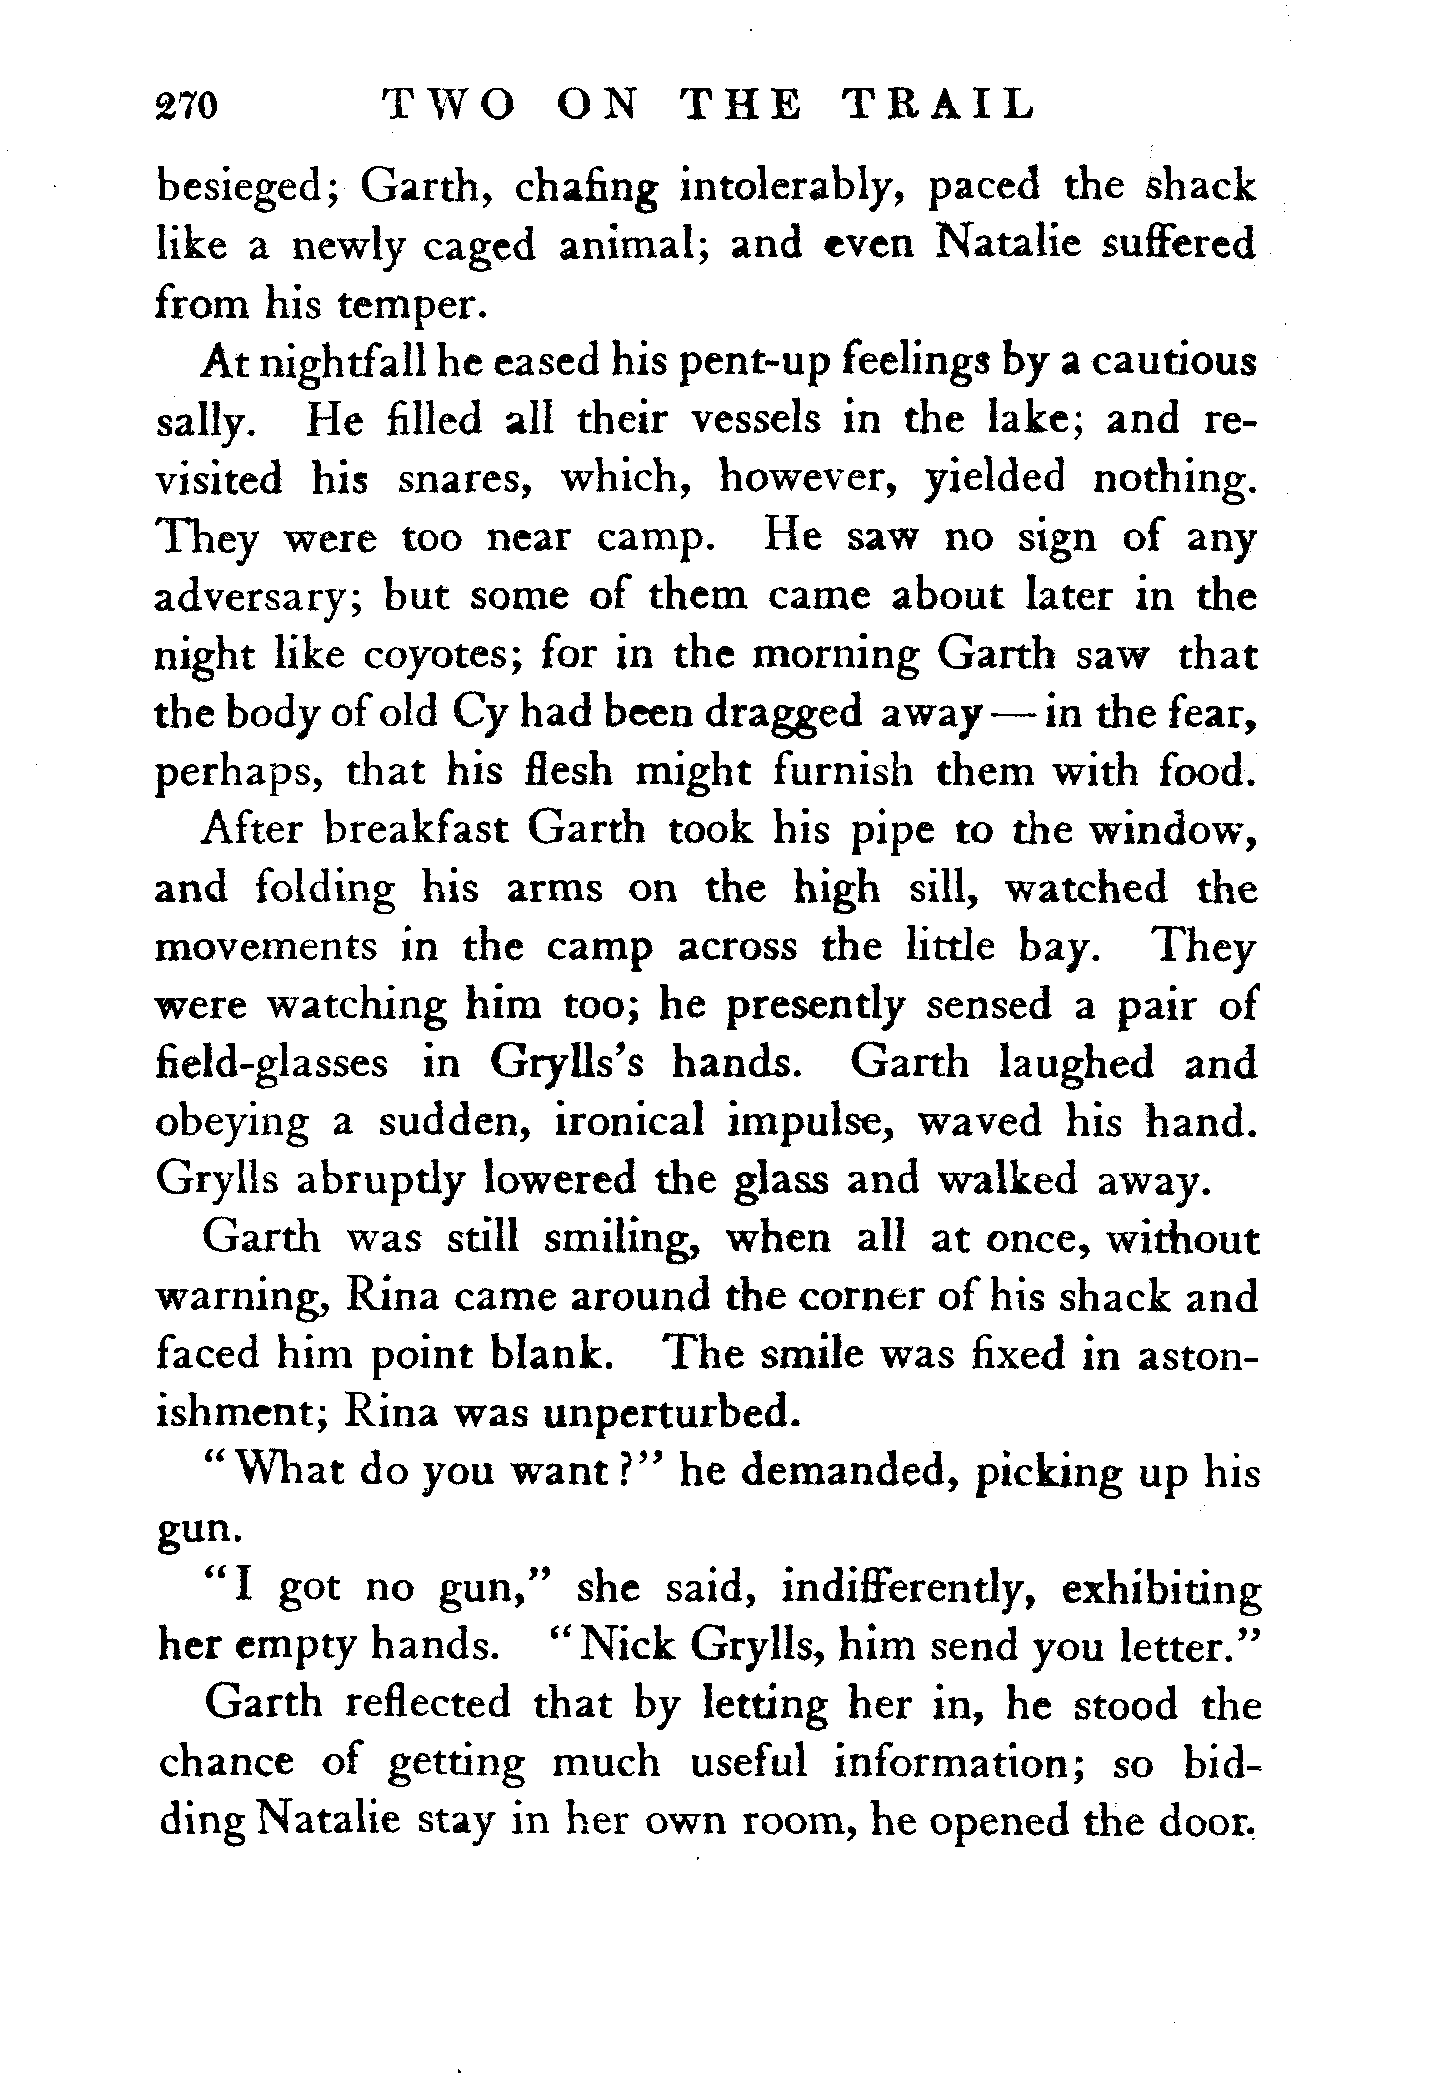 270 TWO ON THE TRAIL
besieged; Garth, chafing intolerably, paced the shack
like a newly caged animal; and even Natalie suffered
from his temper.
At nightfall he eased his pent-up feelings by a cautious
sally. He filled all their vessels in the lake; and re-
visited his snares, which, however, yielded nothing.
They were too near camp. He saw no sign of any
adversary; but some of them came about later in the
night like coyotes; for in the morning Garth saw that
the body of old Cy had been dragged away—in the fear,
perhaps, that his flesh might furnish them with food.
After breakfast Garth took his pipe to the window,
and folding his arms on the high sill, watched the
movements in the camp across the little bay. They
were watching him too; he presently sensed a pair of
field-glasses in Grylls's hands. Garth laughed and
obeying a sudden, ironical impulse, waved his hand.
Grylls abruptly lowered the glass and walked away.
Garth was still smiling, when all at once, without
warning, Rina came around the corner of his shack and
faced him point blank. The smile was fixed in aston-
ishment; Rina was unperturbed.
"What do you want?" he demanded, picking up his
gun.
"I got no gun," she said, indifferently, exhibiting
her empty hands. "Nick Grylls, him send you letter."
Garth reflected that by letting her in, he stood the
chance of getting much useful information; so bid-
ding Natalie stay in her own room, he opened the door.